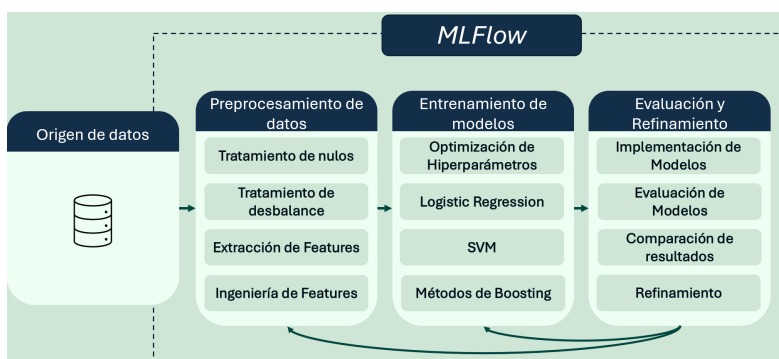 MLFlow
Origen de datos
Preprocesamiento de
datos
Tratamiento de nulos
Tratamiento de
desbalance
Extracción de Features
Ingeniería de Features
Entrenamiento de
modelos
Optimización de
Hiperparámetros
Logistic Regression
SVM
Métodos de Boosting
Evaluación y
Refinamiento
Implementación de
Modelos
Evaluación de
Modelos
Comparación de
resultados
Refinamiento